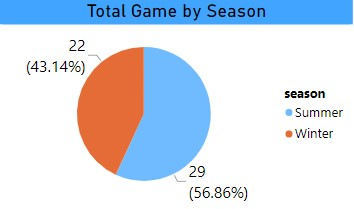 Total Game by Season
22
(43.14%)
season
Summer
Winter
29
(56.86%)